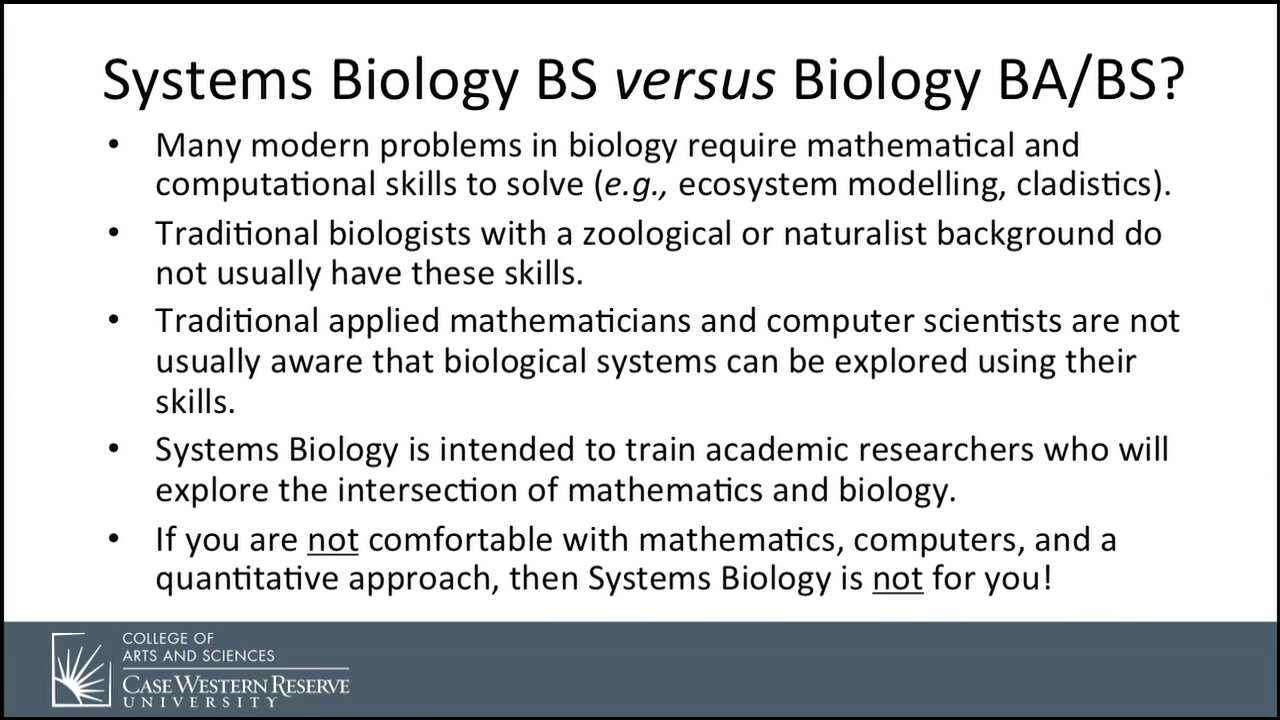 Systems Biology BS versus Biology BA/BS?
• Many modern problems in biology require mathematical and
computational skills to solve (e.g., ecosystem modelling, cladistics).
• Traditional biologists with a zoological or naturalist background do
not usually have these skills.
• Traditional applied mathematicians and computer scientists are not
usually aware that biological systems can be explored using their
skills.
• Systems Biology is intended to train academic researchers who will
explore the intersection of mathematics and biology.
• If you are not comfortable with mathematics, computers, and a
quantitative approach, then Systems Biology is not for you!
COLLEGE OF
ARTS AND SCIENCES
CASE WESTERN RESERVE
UNIVERSITY